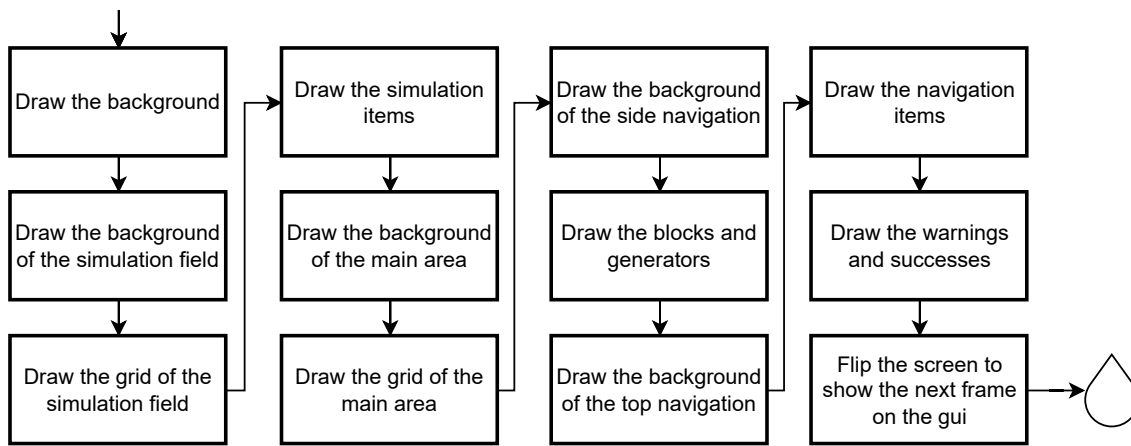 Draw the background
Draw the background
of the simulation field
Draw the grid of the
simulation field
Draw the simulation
items
Draw the background
of the main area
Draw the grid of the
main area
Draw the background
of the side navigation
Draw the blocks and
generators
Draw the background
of the top navigation
Draw the navigation
items
Draw the warnings
and successes
Flip the screen to
show the next frame
on the gui